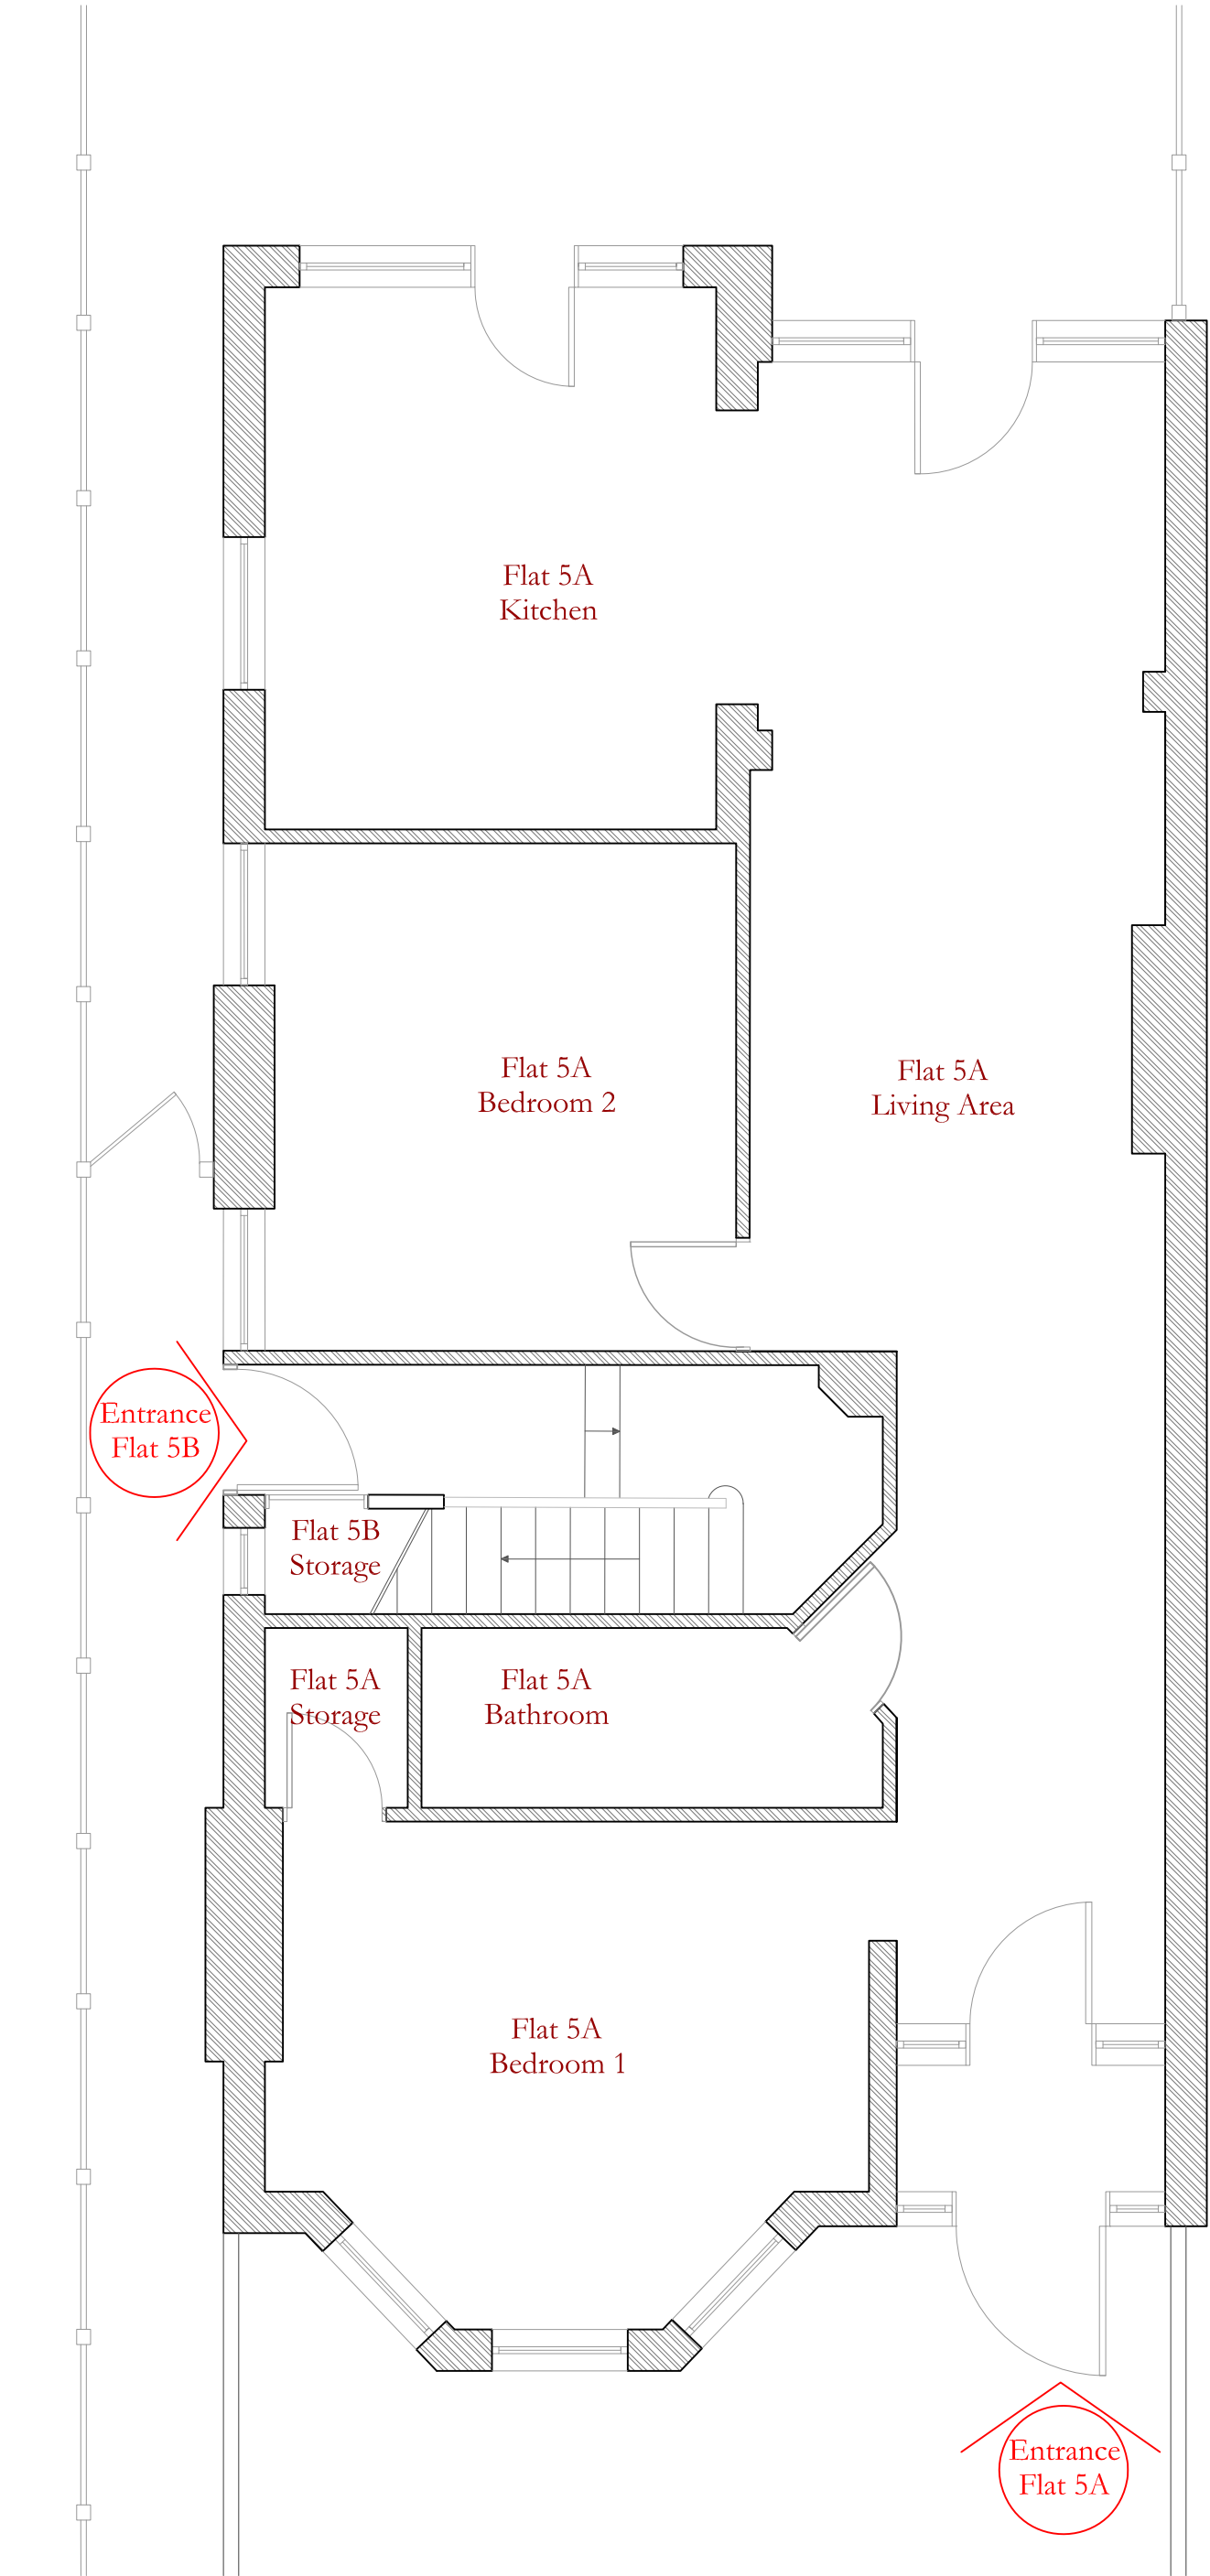 Flat 5A
Kitchen
Flat 5A
Bedroom 2
Flat 5A
Living Area
Entrance
Flat 5B
Flat 5B
Storage
Flat 5A
Storage
Flat 5A
Bathroom
Flat 5A
Bedroom 1
Entrance
Flat 5A